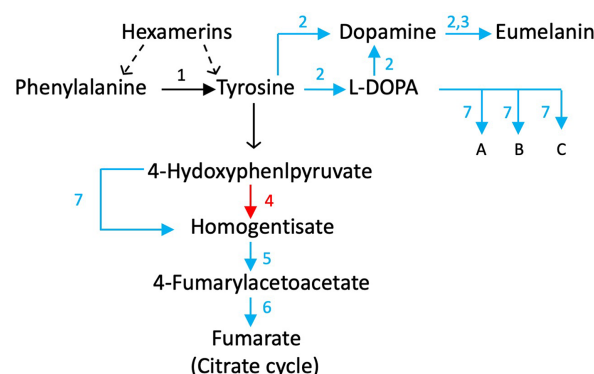 Hexamerins
2
Dopamine
2,3
Eumelanin
Phenylalanine
1
Tyrosine
2
L-DOPA
2
7
7
7
A
B
C
4-Hydoxyphenlpyruvate
7
4
Homogentisate
5
4-Fumarylacetoacetate
6
Fumarate
(Citrate cycle)